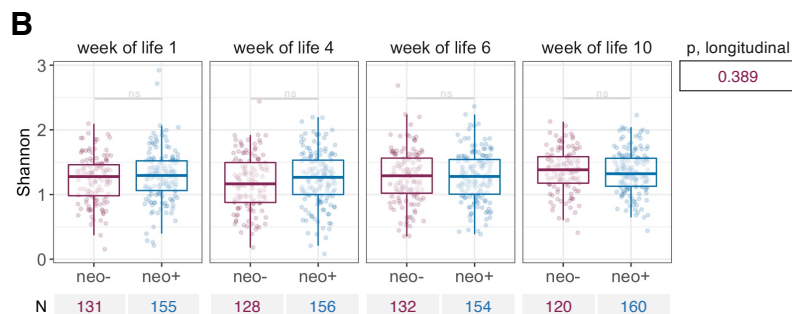 B
week of life 1 week of life 4 week of life 6 week of life 10 p, longitudinal
0.389
3
2
1
0
Shannon
ns ns ns ns
neo- neo+ neo- neo+ neo- neo+ neo- neo+
N 131 155 128 156 132 154 120 160